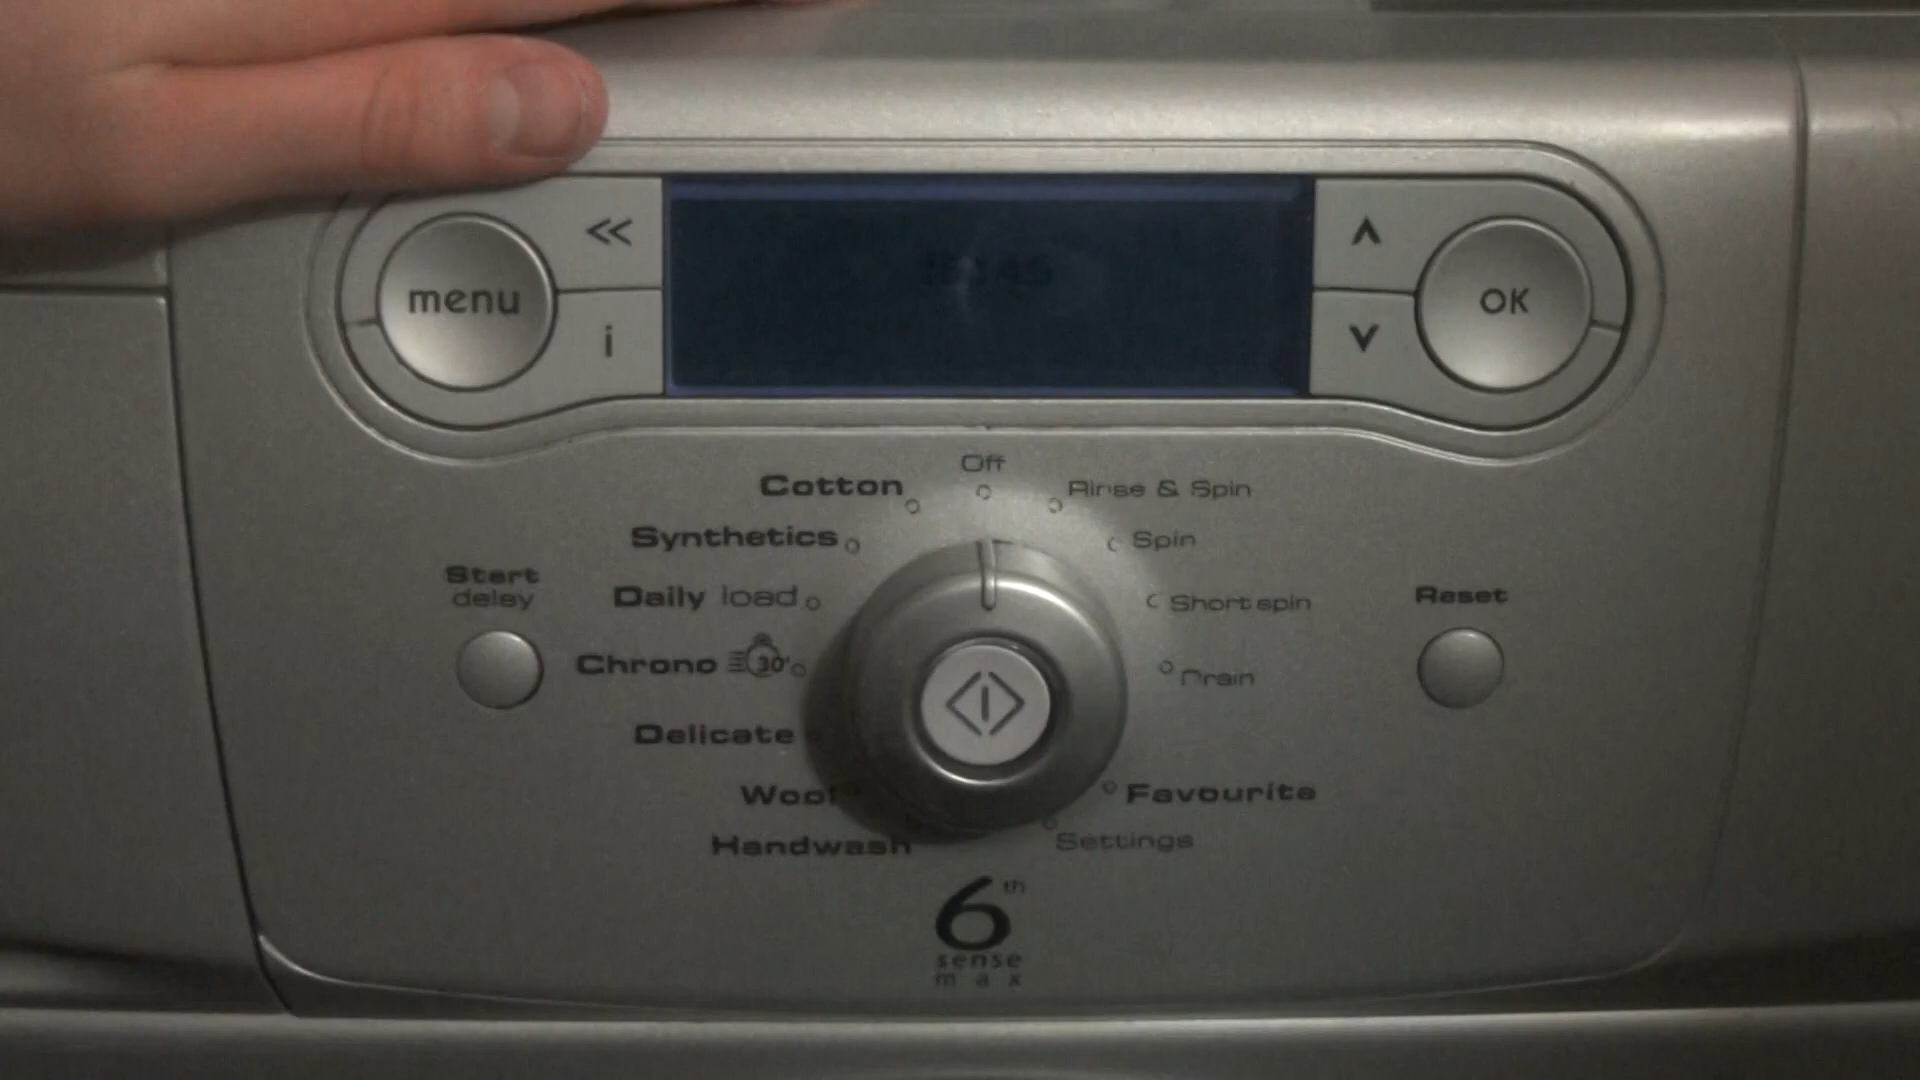 menu
<<
i
OK
Off
Cotton
Rinse & Spin
Synthetics
Spin
Start
delay
Daily load
Short spin
Reset
Chrono 30'
Drain
Delicate
Wool
Favourite
Handwash
Settings
6th
sense
max